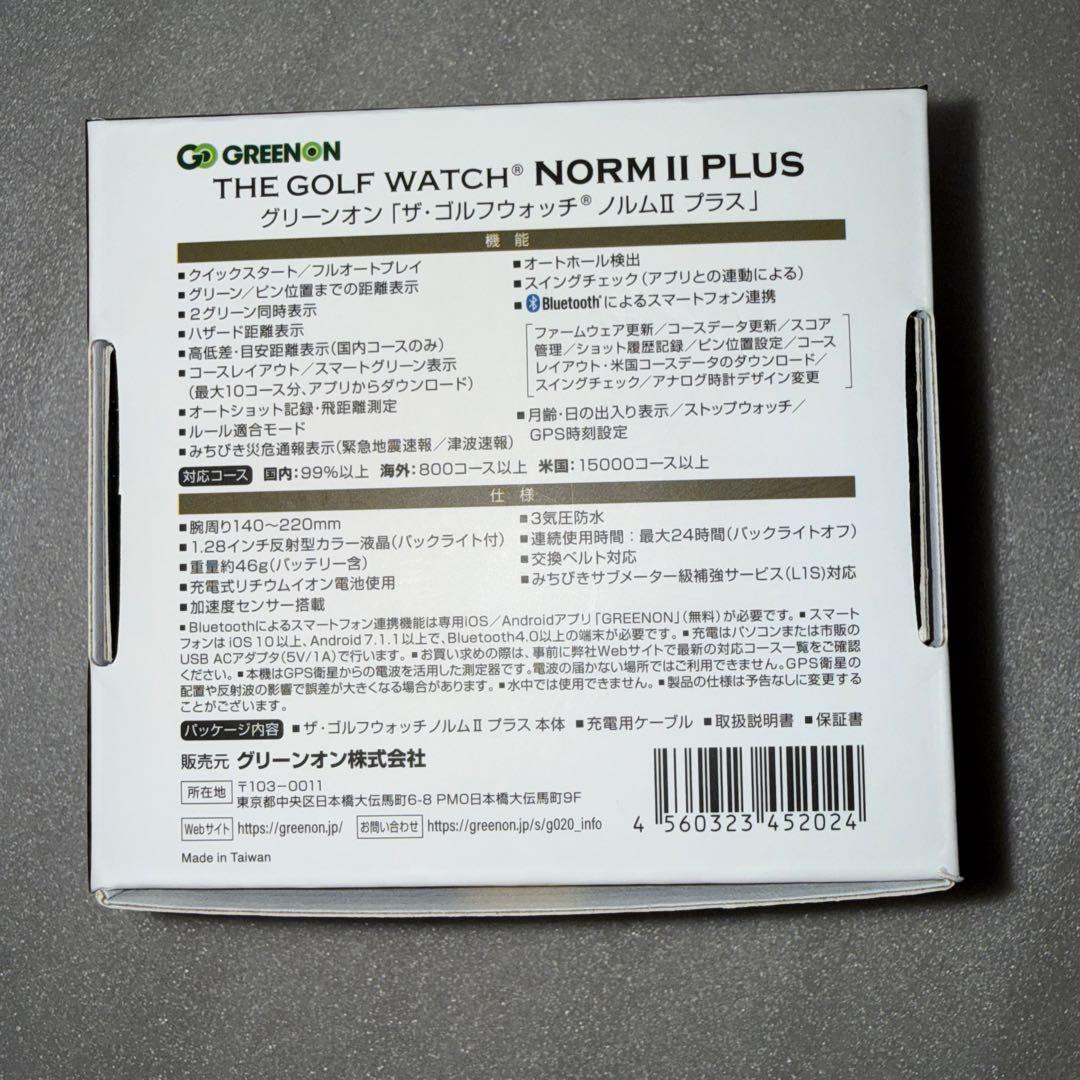 GREENON
THE GOLF WATCH® NORM II PLUS
グリーンオン「ザ・ゴルフウォッチ® ノルムⅡ プラス」
機能
■クイックスタート/フルオートプレイ
■グリーン/ピン位置までの距離表示
■2グリーン同時表示
■ハザード距離表示
■高低差・目安距離表示(国内コースのみ)
■コースレイアウト/スマートグリーン表示
(最大10コース分、アプリからダウンロード)
■オートショット記録・飛距離測定
■ルール適合モード
■みちびき災危通報表示(緊急地震速報/津波速報)
■オートホール検出
■スイングチェック(アプリとの連動による)
■Bluetooth®によるスマートフォン連携
ファームウェア更新/コースデータ更新/スコア
管理/ショット履歴記録/ピン位置設定/コース
レイアウト・米国コースデータのダウンロード/
スイングチェック/アナログ時計デザイン変更
■月齢・日の出入り表示/ストップウォッチ/
GPS時刻設定
対応コース 国内:99%以上 海外:800コース以上 米国:15000コース以上
仕様
■腕周り140〜220mm
■1.28インチ反射型カラー液晶(バックライト付)
■重量約46g(バッテリー含)
■充電式リチウムイオン電池使用
■加速度センサー搭載
■3気圧防水
■連続使用時間:最大24時間(バックライトオフ)
■交換ベルト対応
■みちびきサブメーター級補強サービス(L1S)対応
■Bluetoothによるスマートフォン連携機能は専用iOS/Androidアプリ「GREENON」(無料)が必要です。■スマート
フォンは iOS 10以上、Android 7.1.1以上で、Bluetooth4.0以上の端末が必要です。■充電はパソコンまたは市販の
USB ACアダプタ(5V/1A)で行います。■お買い求めの際は、事前に弊社Webサイトで最新の対応コース一覧をご確認
ください。■本機はGPS衛星からの電波を活用した測定器です。電波の届かない場所ではご利用できません。GPS衛星の
配置や反射波の影響で誤差が大きくなる場合があります。■水中では使用できません。■製品の仕様は予告なしに変更する
ことがございます。
パッケージ内容 ■ザ・ゴルフウォッチノルムⅡ プラス 本体 ■充電用ケーブル ■取扱説明書 ■保証書
販売元 グリーンオン株式会社
所在地 〒103-0011
東京都中央区日本橋大伝馬町6-8 PMO日本橋大伝馬町9F
Webサイト https://greenon.jp/ お問い合わせ https://greenon.jp/s/g020_info
4 560323 452024
Made in Taiwan